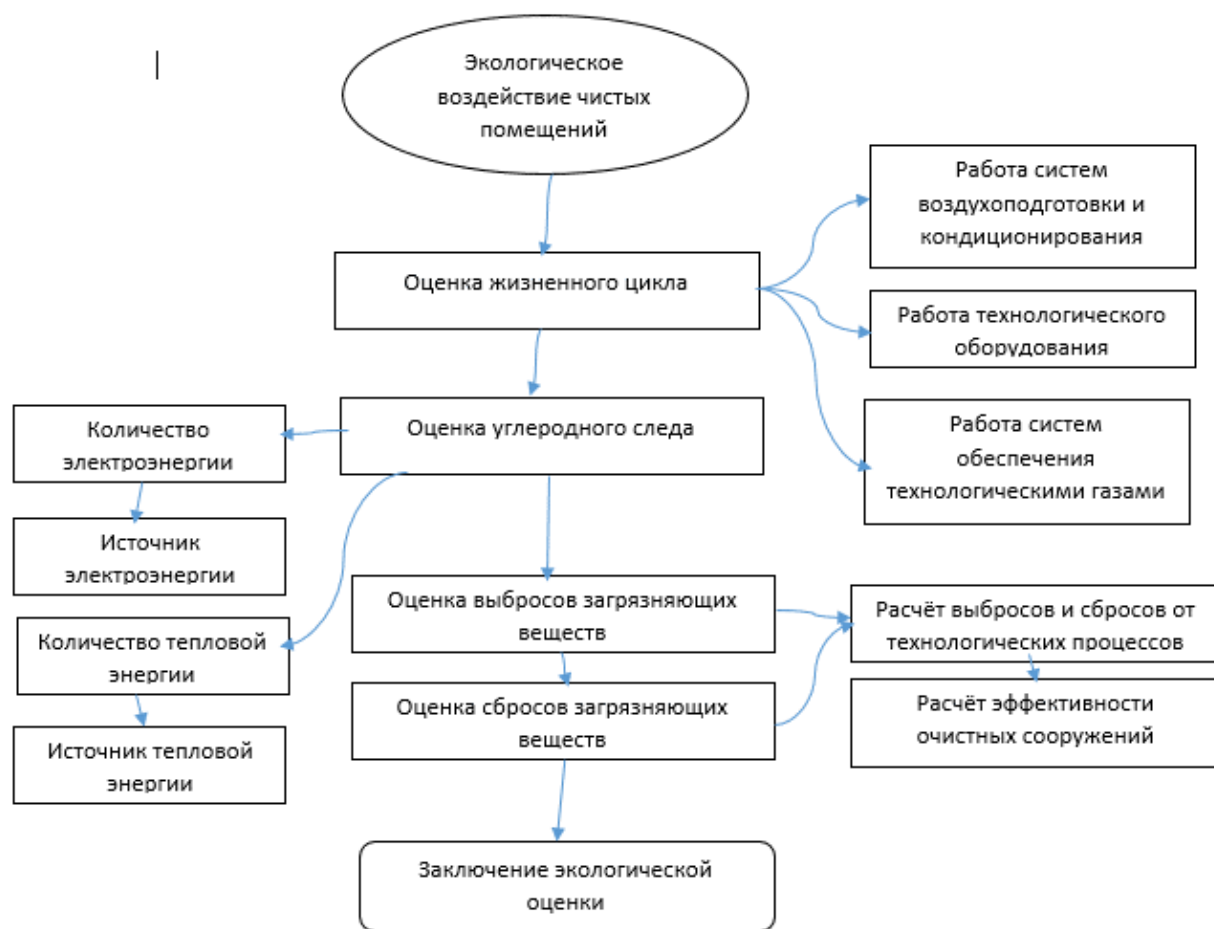 Экологическое
воздействие чистых
помещений
Работа систем
воздухоподготовки и
кондиционирования
Оценка жизненного цикла
Работа технологического
оборудования
Количество
электроэнергии
Оценка углеродного следа
Работа систем
обеспечения
технологическими газами
Источник
электроэнергии
Оценка выбросов загрязняющих
веществ
Расчёт выбросов и сбросов от
технологических процессов
Количество тепловой
энергии
Оценка сбросов загрязняющих
веществ
Расчёт эффективности
очистных сооружений
Источник тепловой
энергии
Заключение экологической
оценки